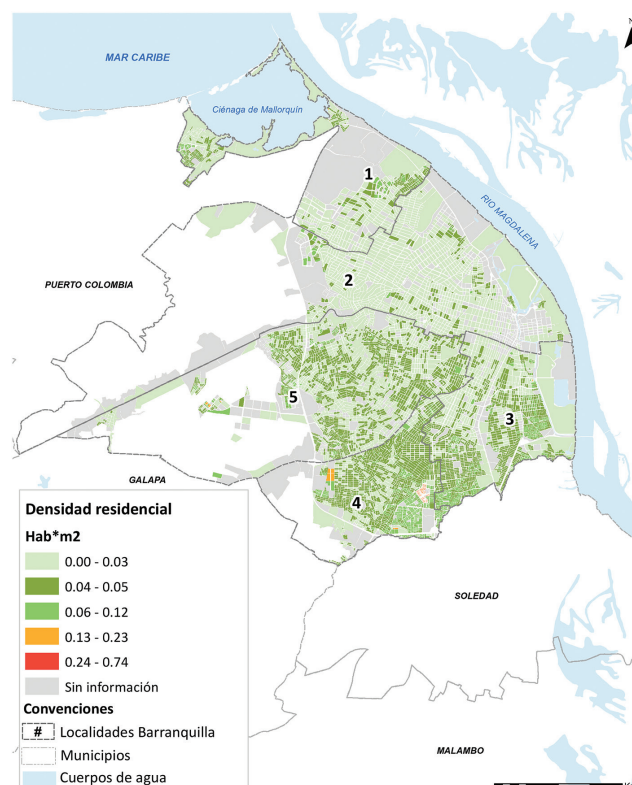 N
MAR CARIBE
Ciénaga de Mallorquín
1
RIO MAGDALENA
2
PUERTO COLOMBIA
5
3
GALAPA
4
Densidad residencial
Hab*m2
0.00 - 0.03
0.04 - 0.05
0.06 - 0.12
0.13 - 0.23
0.24 - 0.74
Sin información
Convenciones
# Localidades Barranquilla
Municipios
Cuerpos de agua
SOLEDAD
MALAMBO